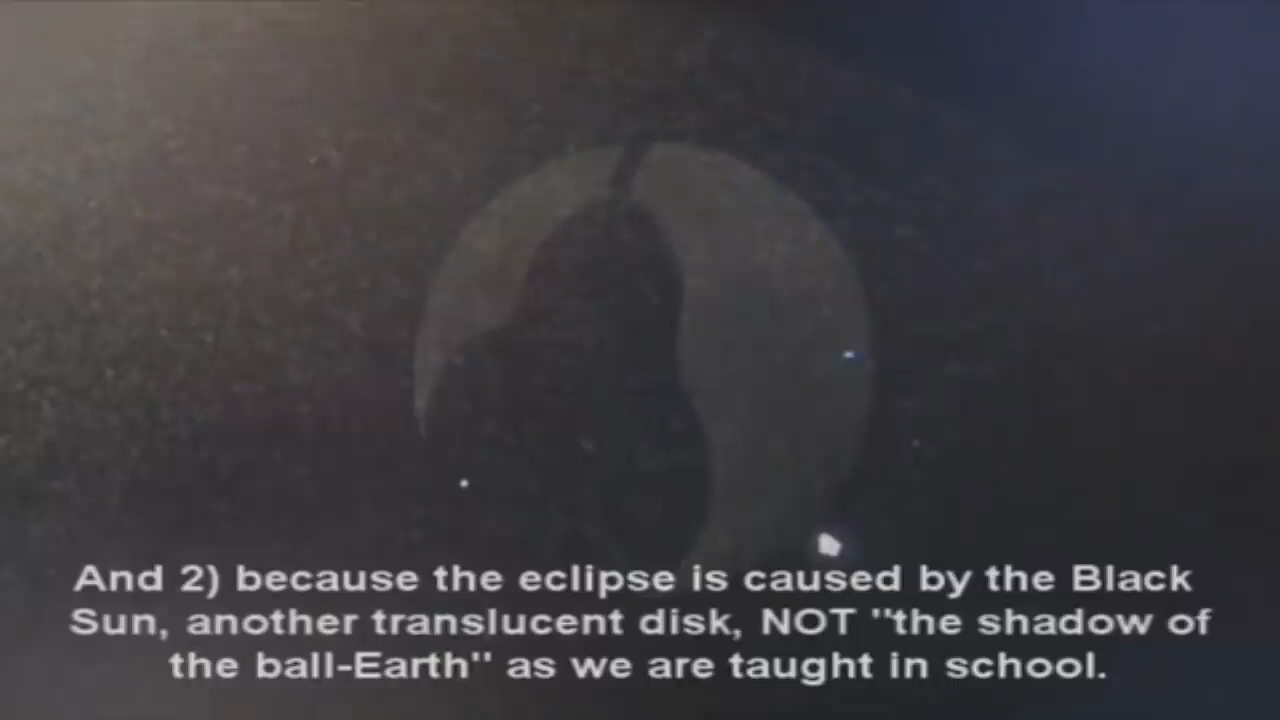 And 2) because the eclipse is caused by the Black
Sun, another translucent disk, NOT "the shadow of
the ball-Earth" as we are taught in school.